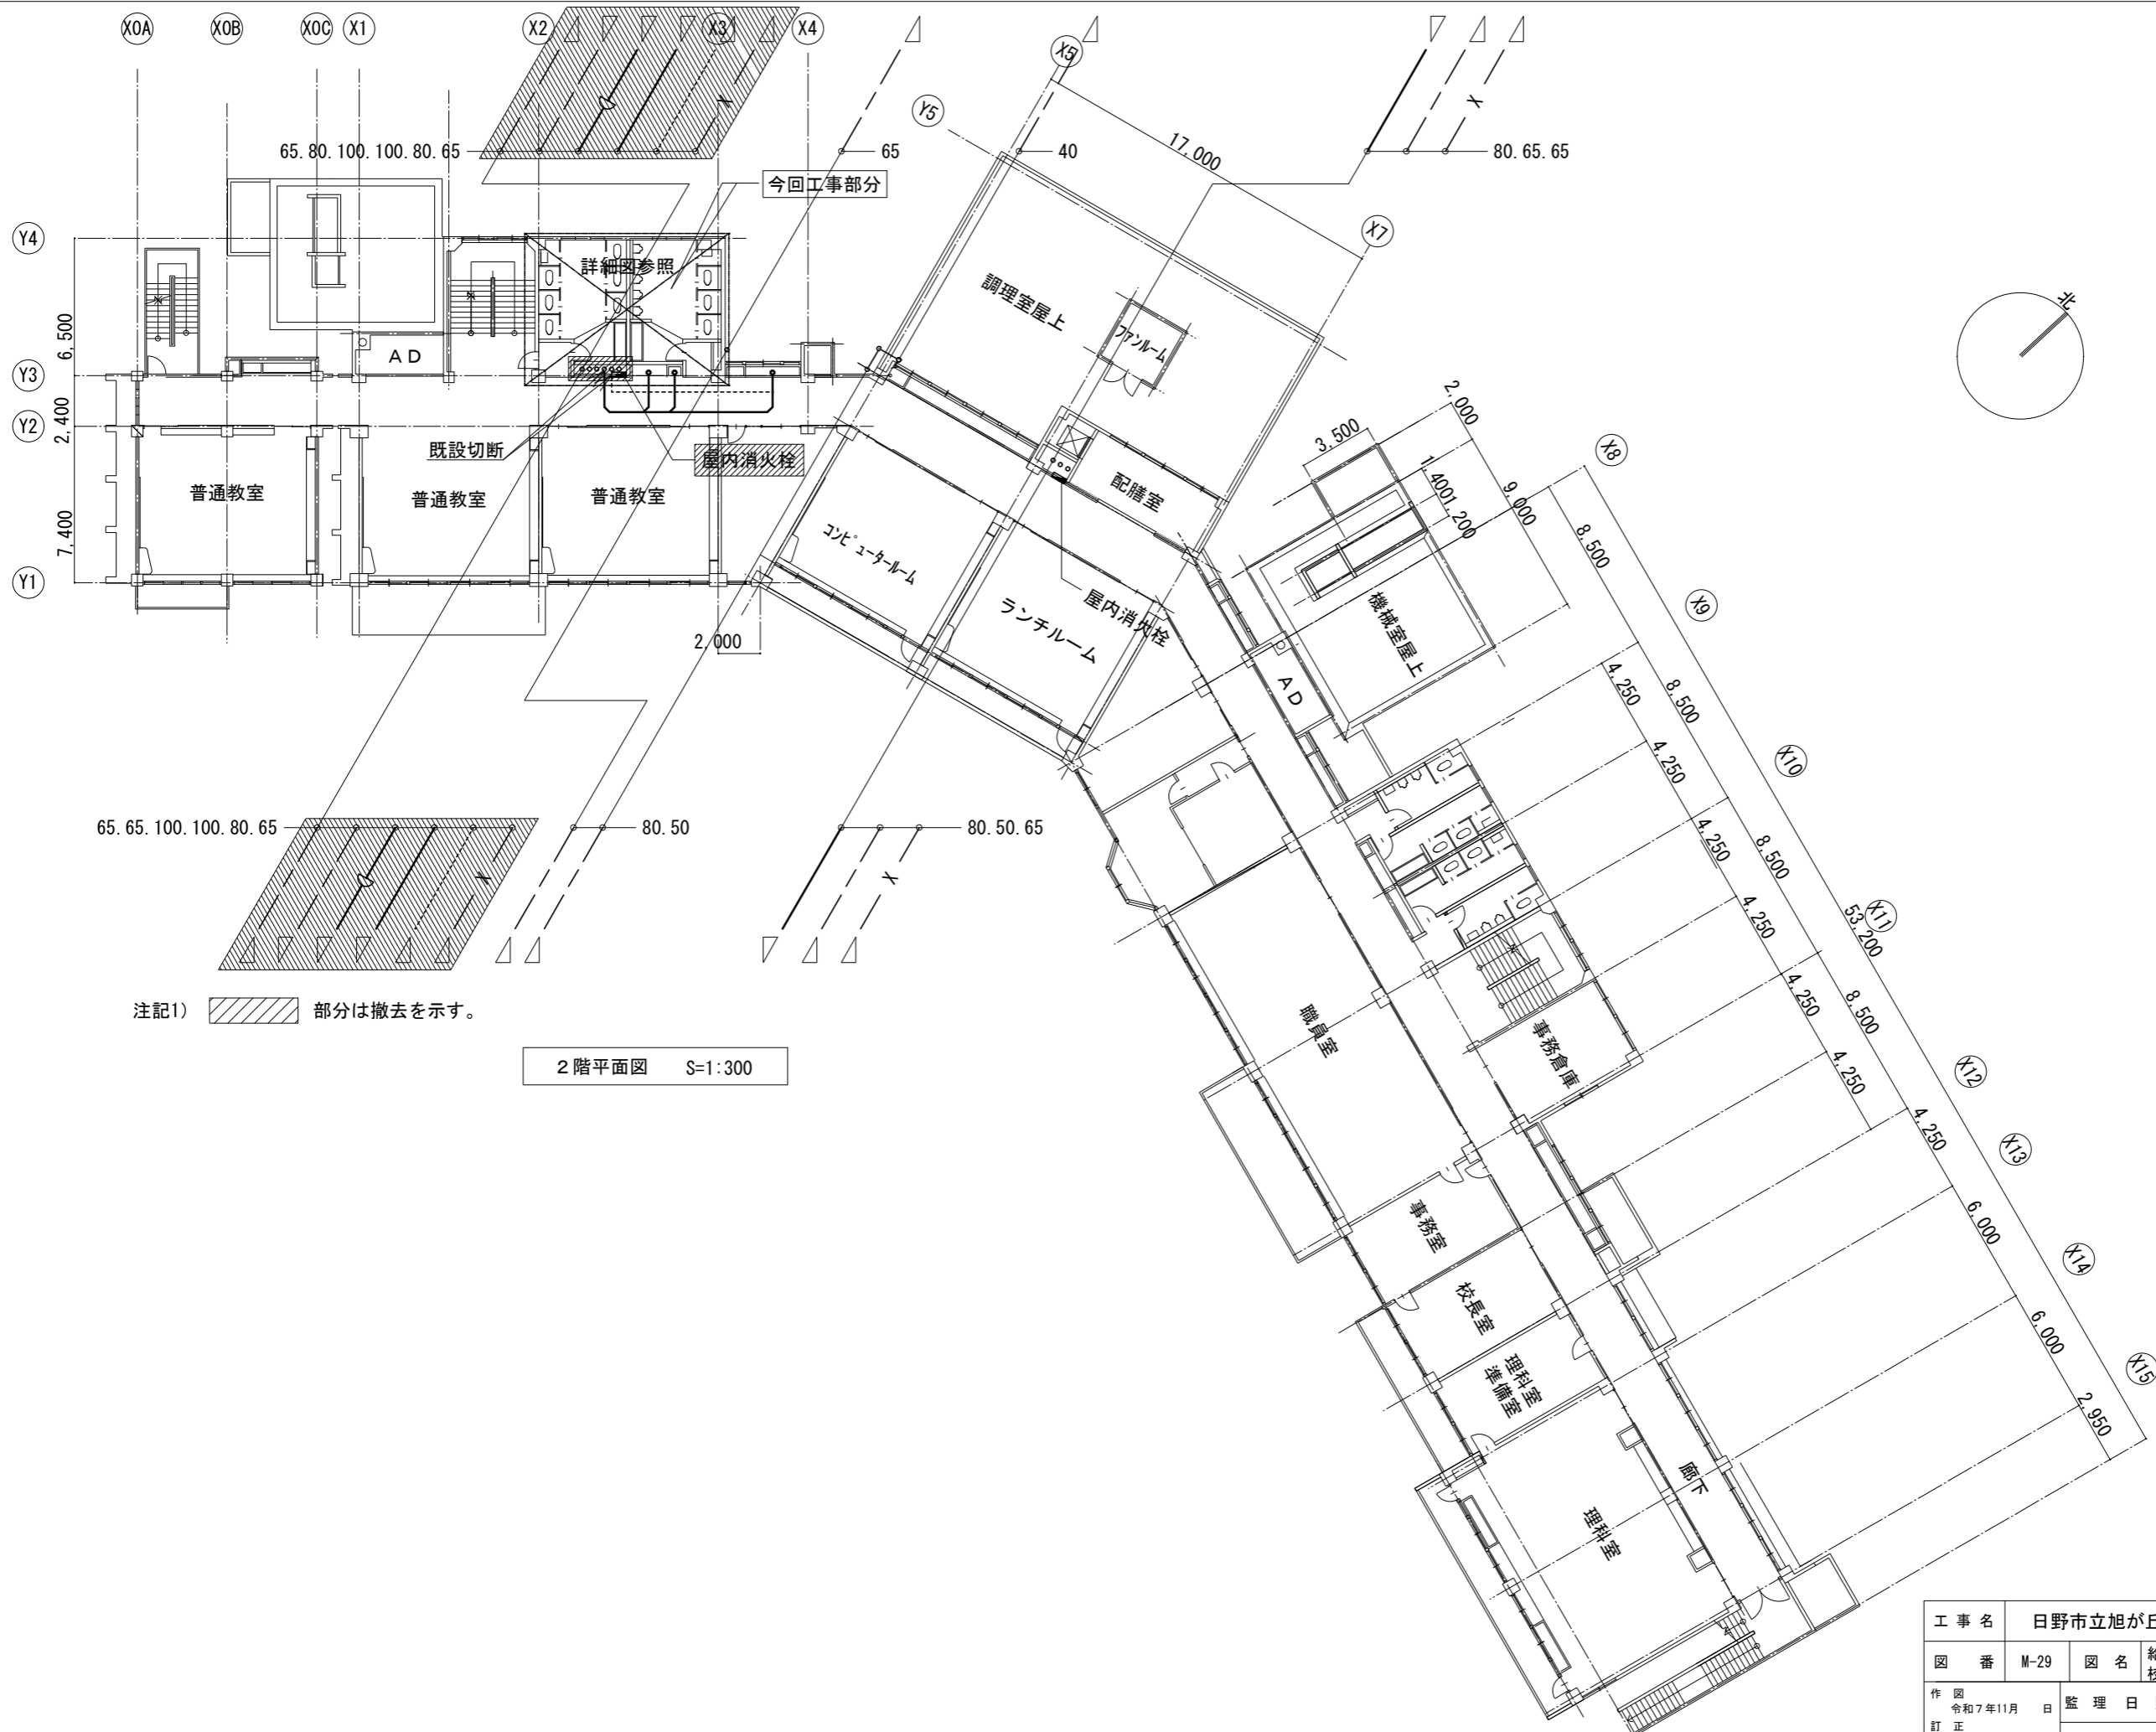 X0A X0B X0C X1 X2 X3 X4
X5
Y5
65.80.100.100.80.65
65
40
17,000
80.65.65
今回工事部分
X7
Y4
詳細図参照
調理室屋上
ファンルーム
北
6,500
AD
Y3
2,400
Y2
既設切断
屋内消火栓
配膳室
3,500
2,000
1,400
1,200
9,000
X8
普通教室
普通教室
普通教室
7,400
コンピュータールーム
8,500
Y1
ランチルーム
屋内消火栓
機械室屋上
X9
2,000
AD
4,250
8,500
X10
4,250
65.65.100.100.80.65
80.50
80.50.65
4,250
8,500
X11
53,200
4,250
注記1)
部分は撤去を示す。
職員室
4,250
8,500
事務倉庫
２階平面図 S=1:300
4,250
X12
4,250
X13
事務室
6,000
校長室
X14
理科室
準備室
6,000
X15
2,950
廊下
理科室
工事名 日野市立旭が丘
図番 M-29 図名
作図
令和７年11月 日
監理日
訂正